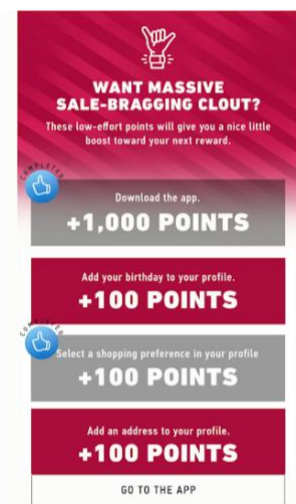 WANT MASSIVE
SALE-BRAGGING CLOUT?
These low-effort points will give you a nice little
boost toward your next reward.
COMPLETED
Download the app.
+1,000 POINTS
Add your birthday to your profile.
+100 POINTS
COMPLETED
Select a shopping preference in your profile
+100 POINTS
Add an address to your profile.
+100 POINTS
GO TO THE APP